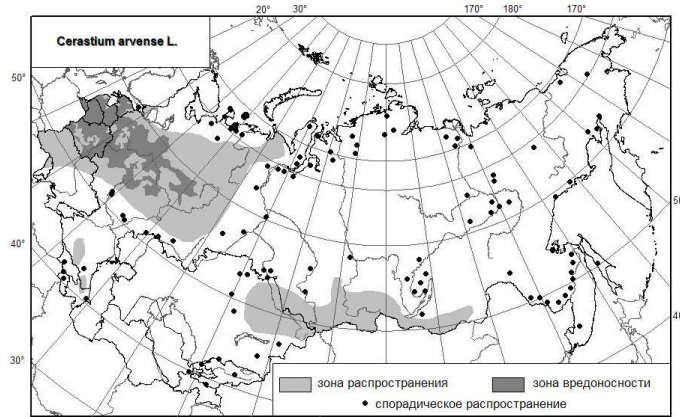 20° 30° 170° 180° 170°
Cerastium arvense L.
50°
40°
30°
50
40
зона распространения зона вредоносности
спорадическое распространение